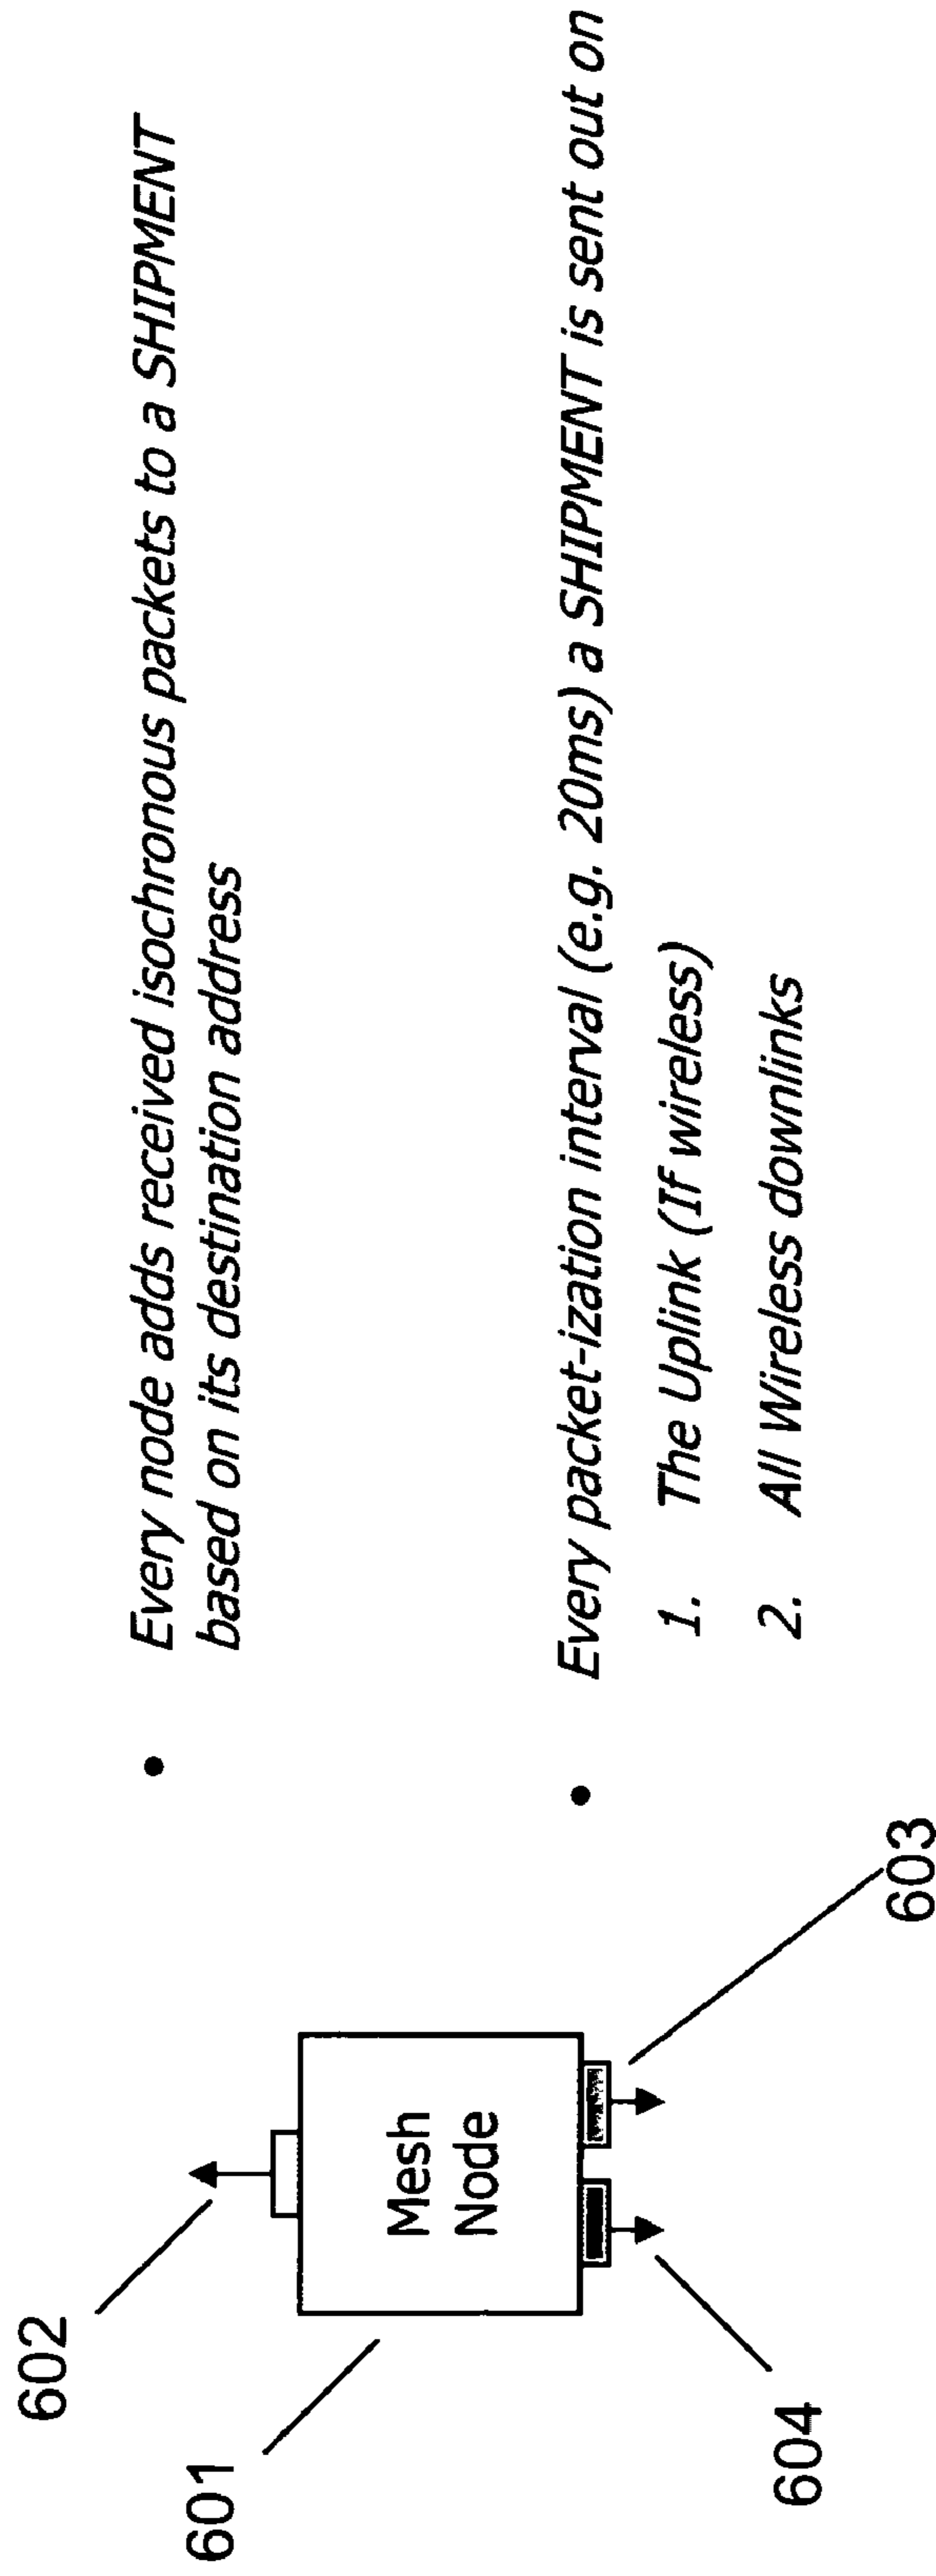 602
601
Mesh
Node
604
603
• Every node adds received isochronous packets to a SHIPMENT
based on its destination address
• Every packet-ization interval (e.g. 20ms) a SHIPMENT is sent out on
1. The Uplink (If wireless)
2. All Wireless downlinks